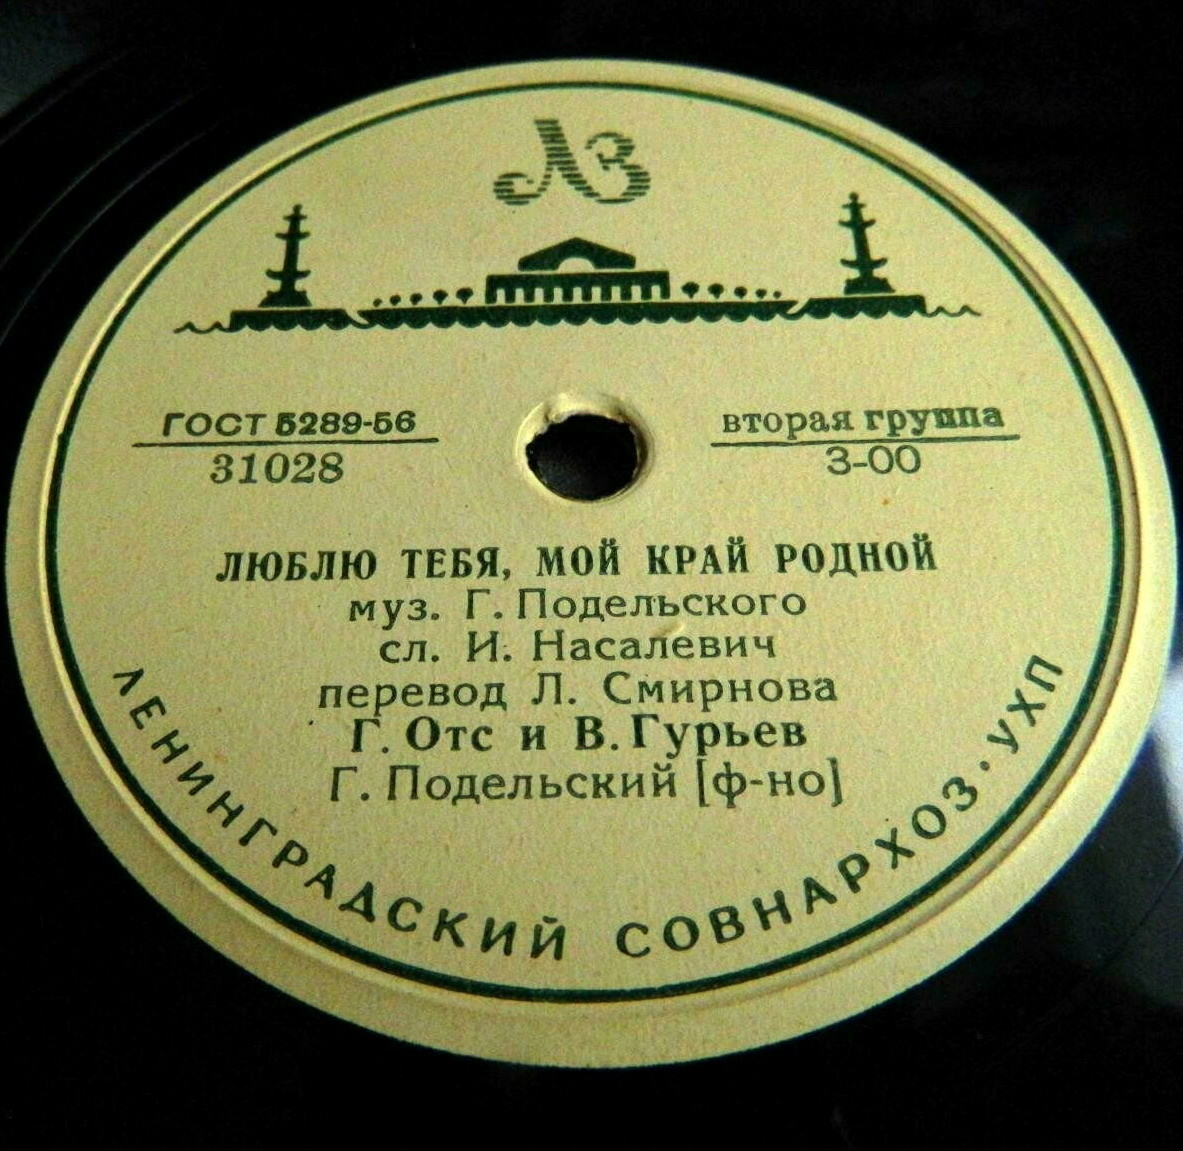 ЛЗ
ГОСТ 5289-56
31028
вторая группа
3-00
ЛЮБЛЮ ТЕБЯ, МОЙ КРАЙ РОДНОЙ
муз. Г. Подельского
сл. И. Насалевич
перевод Л. Смирнова
Г. Отс и В. Гурьев
Г. Подельский [ф-но]
ЛЕНИНГРАДСКИЙ СОВНАРХОЗ · УХП